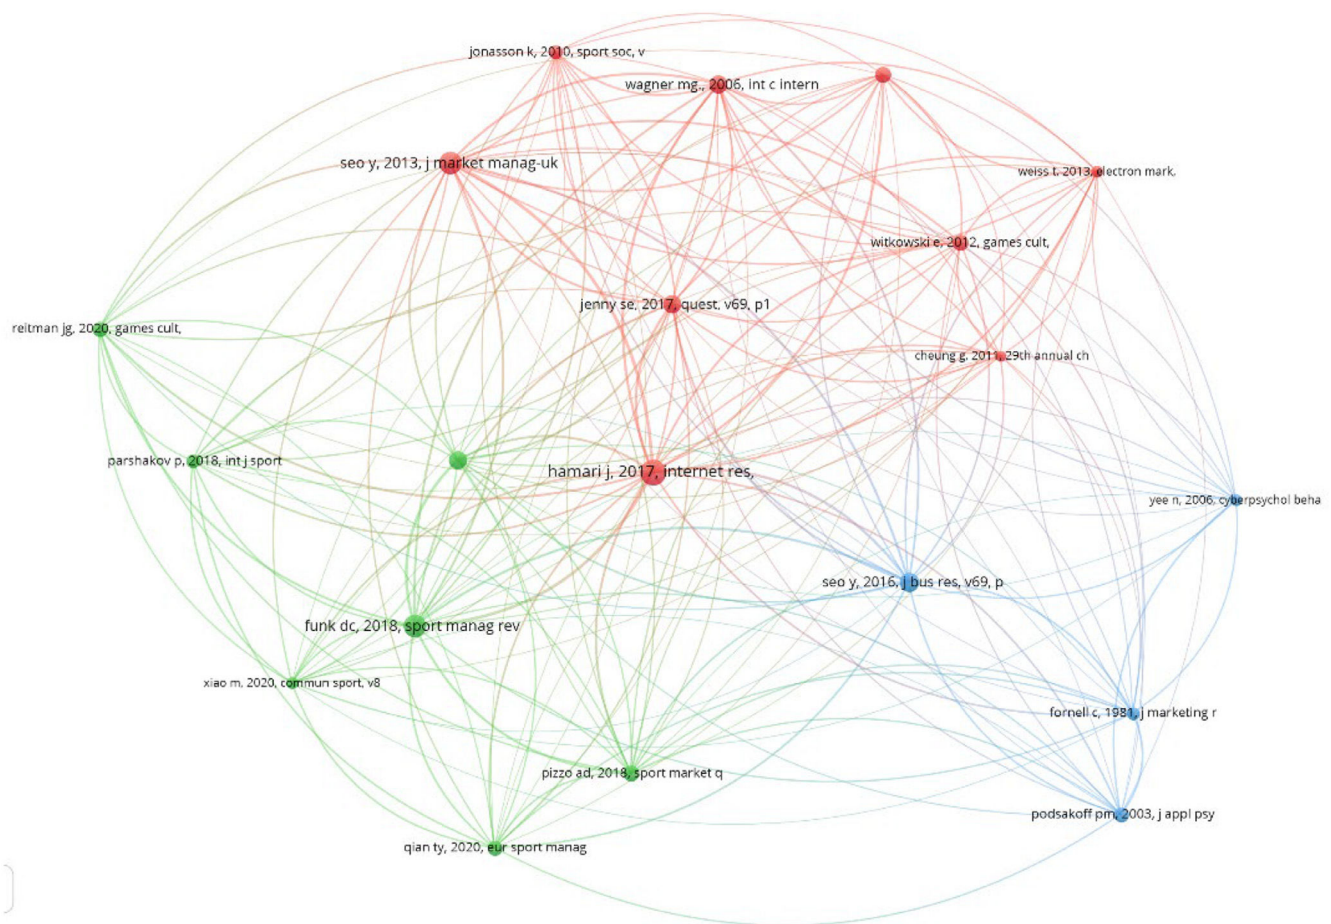 jonasson k, 2010, sport soc, v
wagner mg., 2006, int c intern
seo y, 2013, j market manag-uk
weiss t. 2013, electron mark.
witkowski e, 2012, games cult,
jenny se, 2017, quest, v69, p1
reitman jg, 2020, games cult,
cheung g, 2011, 29th annual ch
parshakov p, 2018, int j sport
hamari j, 2017, internet res,
yee n, 2006, cyberpsychol beha
seo y, 2016, j bus res, v69, p
funk dc, 2018, sport manag rev
xiao m, 2020, commun sport, v8
fornell c, 1981, j marketing r
pizzo ad, 2018, sport market q
podsakoff pm, 2003, j appl psy
qian ty, 2020, eur sport manag